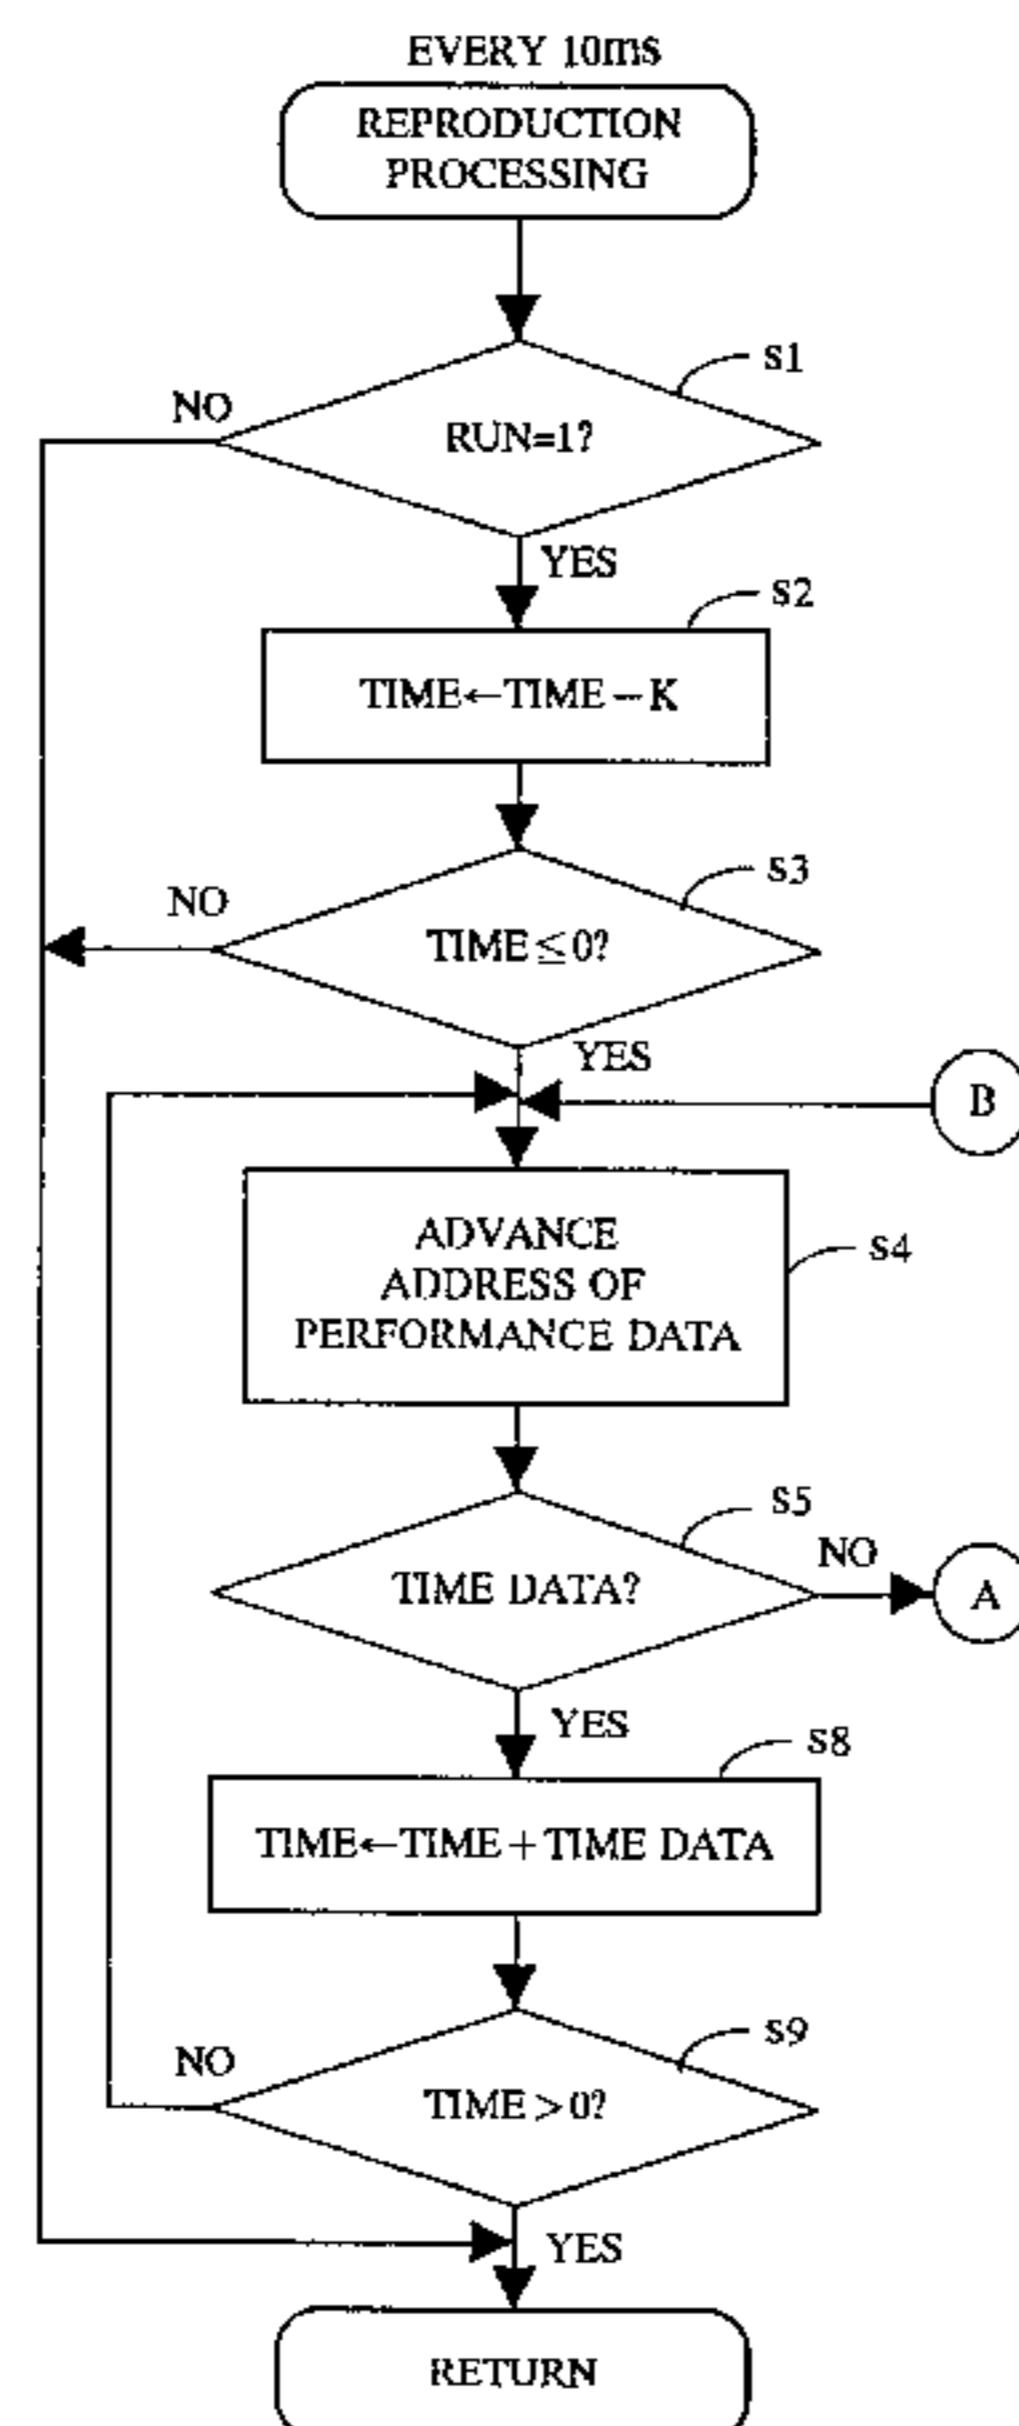 EVERY 10ms
REPRODUCTION
PROCESSING
s1
NO
RUN=1?
YES
s2
TIME←TIME−K
s3
NO
TIME≦0?
YES
B
ADVANCE
ADDRESS OF
PERFORMANCE DATA
s4
s5
NO
TIME DATA?
A
YES
s8
TIME←TIME+TIME DATA
s9
NO
TIME>0?
YES
RETURN